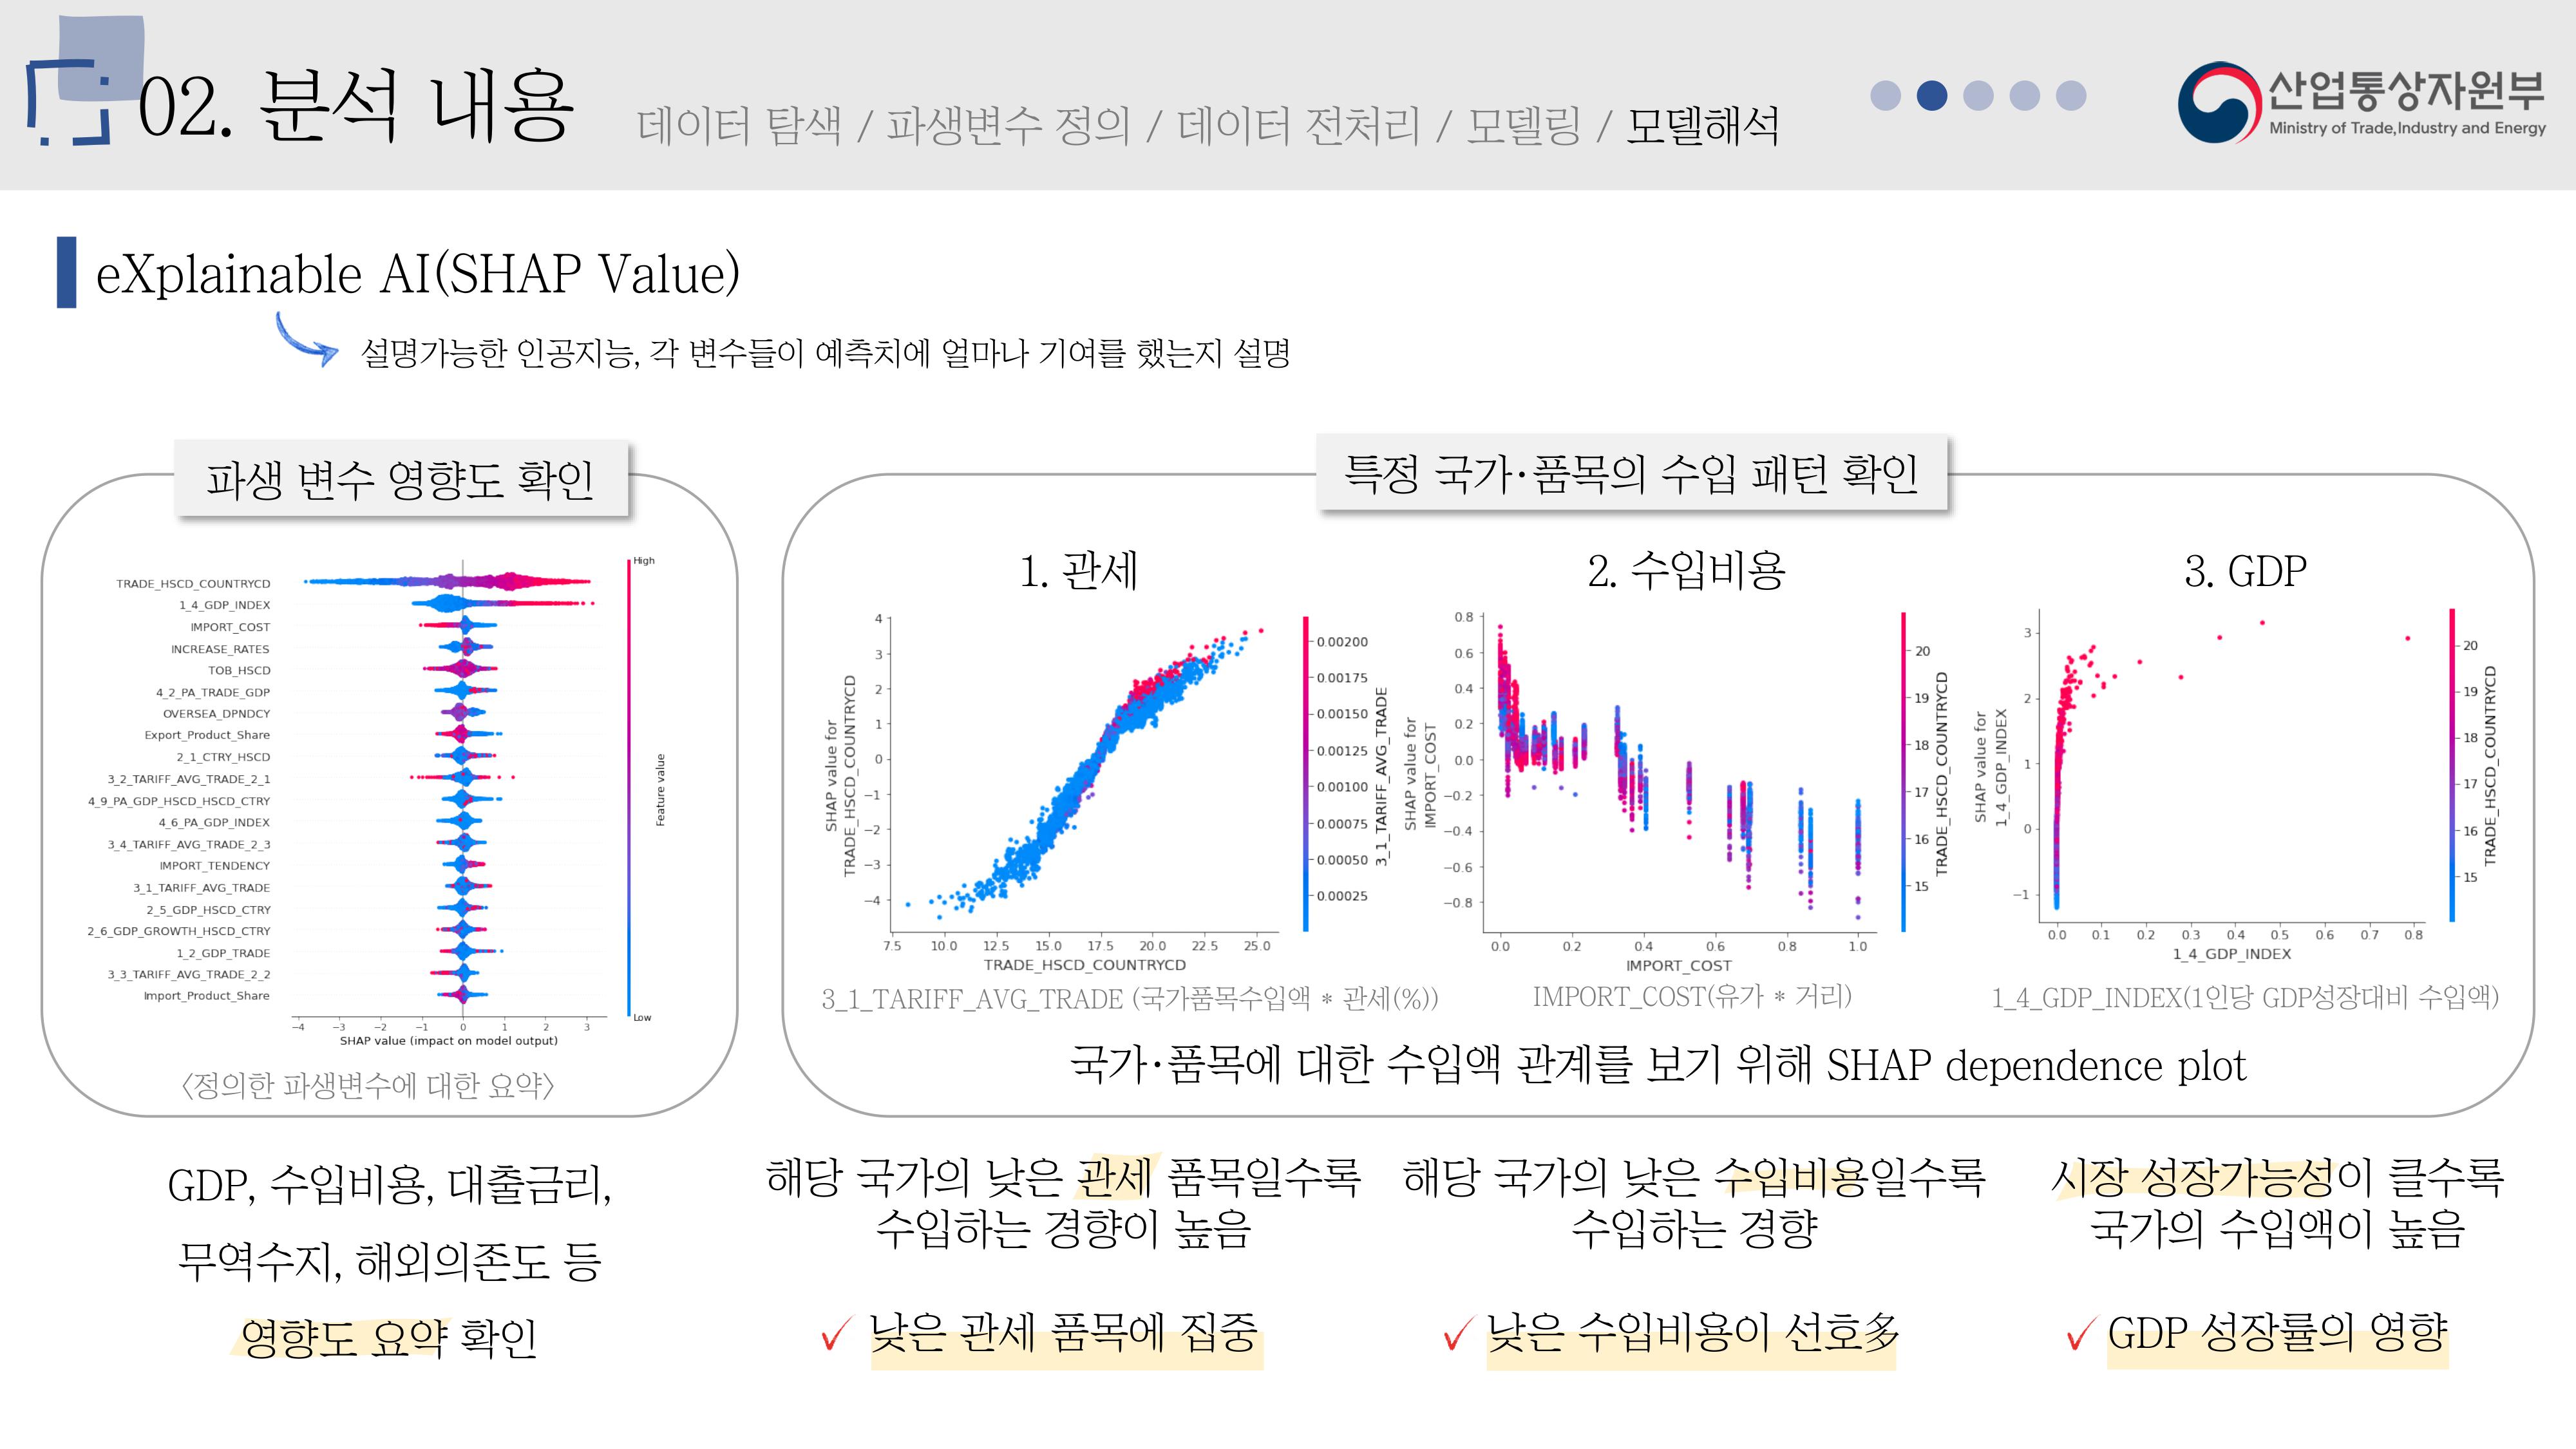 02. 분석 내용
데이터 탐색 / 파생변수 정의 / 데이터 전처리 / 모델링 / 모델해석
산업통상자원부
Ministry of Trade,Industry and Energy
eXplainable AI(SHAP Value)
설명가능한 인공지능, 각 변수들이 예측치에 얼마나 기여를 했는지 설명
파생 변수 영향도 확인
High
TRADE_HSCD_COUNTRYCD
1_4_GDP_INDEX
IMPORT_COST
INCREASE_RATES
TOB_HSCD
4_2_PA_TRADE_GDP
OVERSEA_DPNDCY
Export_Product_Share
2_1_CTRY_HSCD
3_2_TARIFF_AVG_TRADE_2_1
4_9_PA_GDP_HSCD_HSCD_CTRY
4_6_PA_GDP_INDEX
3_4_TARIFF_AVG_TRADE_2_3
IMPORT_TENDENCY
3_1_TARIFF_AVG_TRADE
2_5_GDP_HSCD_CTRY
2_6_GDP_GROWTH_HSCD_CTRY
1_2_GDP_TRADE
3_3_TARIFF_AVG_TRADE_2_2
Import_Product_Share
Feature value
Low
−4 −3 −2 −1 0 1 2 3
SHAP value (impact on model output)
<정의한 파생변수에 대한 요약>
특정 국가·품목의 수입 패턴 확인
1. 관세
SHAP value for
TRADE_HSCD_COUNTRYCD
4
3
2
1
0
−1
−2
−3
−4
7.5 10.0 12.5 15.0 17.5 20.0 22.5 25.0
TRADE_HSCD_COUNTRYCD
0.00200
0.00175
0.00150
0.00125
0.00100
0.00075
0.00050
0.00025
3_1_TARIFF_AVG_TRADE
3_1_TARIFF_AVG_TRADE (국가품목수입액 * 관세(%))
2. 수입비용
SHAP value for
IMPORT_COST
0.8
0.6
0.4
0.2
0.0
−0.2
−0.4
−0.6
−0.8
0.0 0.2 0.4 0.6 0.8 1.0
IMPORT_COST
20
19
18
17
16
15
TRADE_HSCD_COUNTRYCD
IMPORT_COST(유가 * 거리)
3. GDP
SHAP value for
1_4_GDP_INDEX
3
2
1
0
−1
0.0 0.1 0.2 0.3 0.4 0.5 0.6 0.7 0.8
1_4_GDP_INDEX
20
19
18
17
16
15
TRADE_HSCD_COUNTRYCD
1_4_GDP_INDEX(1인당 GDP성장대비 수입액)
국가·품목에 대한 수입액 관계를 보기 위해 SHAP dependence plot
GDP, 수입비용, 대출금리,
무역수지, 해외의존도 등
영향도 요약 확인
해당 국가의 낮은 관세 품목일수록
수입하는 경향이 높음
✓ 낮은 관세 품목에 집중
해당 국가의 낮은 수입비용일수록
수입하는 경향
✓ 낮은 수입비용이 선호多
시장 성장가능성이 클수록
국가의 수입액이 높음
✓ GDP 성장률의 영향